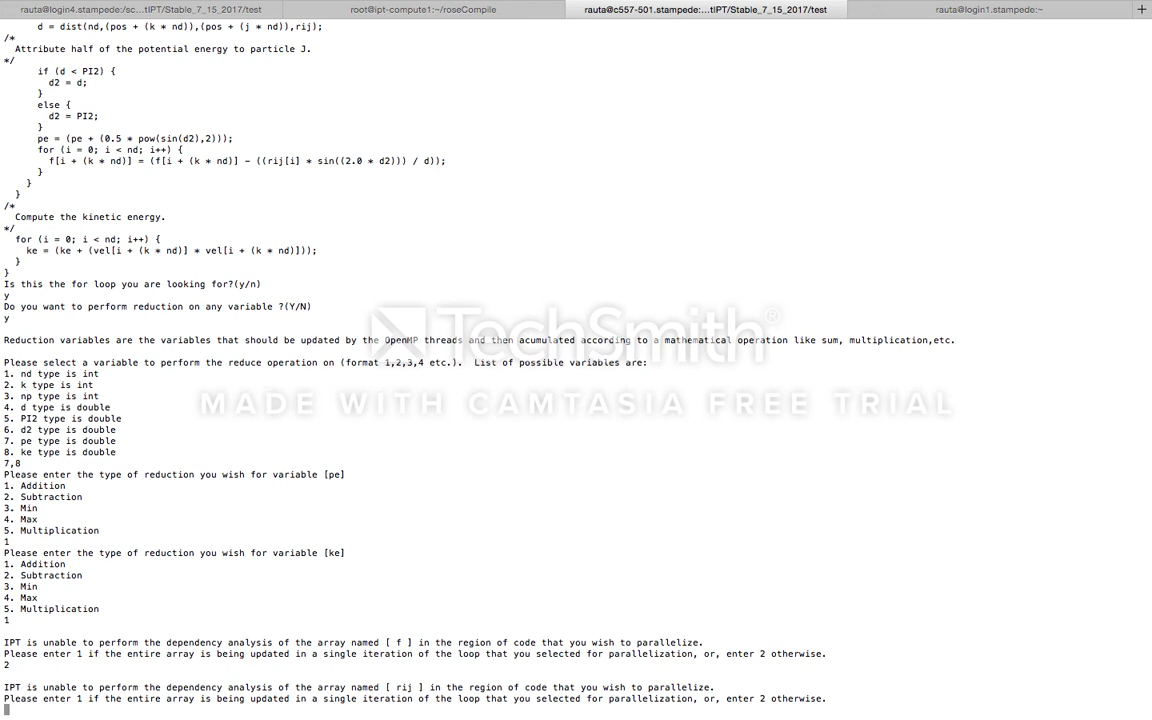 rauta@login4.stampede:/sc...tIPT/Stable_7_15_2017/test
root@ipt-compute1:~/roseCompile
rauta@c557-501.stampede:...tIPT/Stable_7_15_2017/test
rauta@login1.stampede:~
+
d = dist(nd,(pos + (k * nd)),(pos + (j * nd)),rij);
/*
Attribute half of the potential energy to particle J.
*/
if (d < PI2) {
d2 = d;
}
else {
d2 = PI2;
}
pe = (pe + (0.5 * pow(sin(d2),2)));
for (i = 0; i < nd; i++) {
f[i + (k * nd)] = (f[i + (k * nd)] - ((rij[i] * sin((2.0 * d2))) / d));
}
}
}
/*
Compute the kinetic energy.
*/
for (i = 0; i < nd; i++) {
ke = (ke + (vel[i + (k * nd)] * vel[i + (k * nd)]));
}
}
Is this the for loop you are looking for?(y/n)
y
Do you want to perform reduction on any variable ?(Y/N)
y
Reduction variables are the variables that should be updated by the OpenMP threads and then acumulated according to a mathematical operation like sum, multiplication,etc.
Please select a variable to perform the reduce operation on (format 1,2,3,4 etc.).  List of possible variables are:
1. nd type is int
2. k type is int
3. np type is int
4. d type is double
5. PI2 type is double
6. d2 type is double
7. pe type is double
8. ke type is double
7,8
Please enter the type of reduction you wish for variable [pe]
1. Addition
2. Subtraction
3. Min
4. Max
5. Multiplication
1
Please enter the type of reduction you wish for variable [ke]
1. Addition
2. Subtraction
3. Min
4. Max
5. Multiplication
1
IPT is unable to perform the dependency analysis of the array named [ f ] in the region of code that you wish to parallelize.
Please enter 1 if the entire array is being updated in a single iteration of the loop that you selected for parallelization, or, enter 2 otherwise.
2
IPT is unable to perform the dependency analysis of the array named [ rij ] in the region of code that you wish to parallelize.
Please enter 1 if the entire array is being updated in a single iteration of the loop that you selected for parallelization, or, enter 2 otherwise.
TechSmith®
MADE WITH CAMTASIA FREE TRIAL